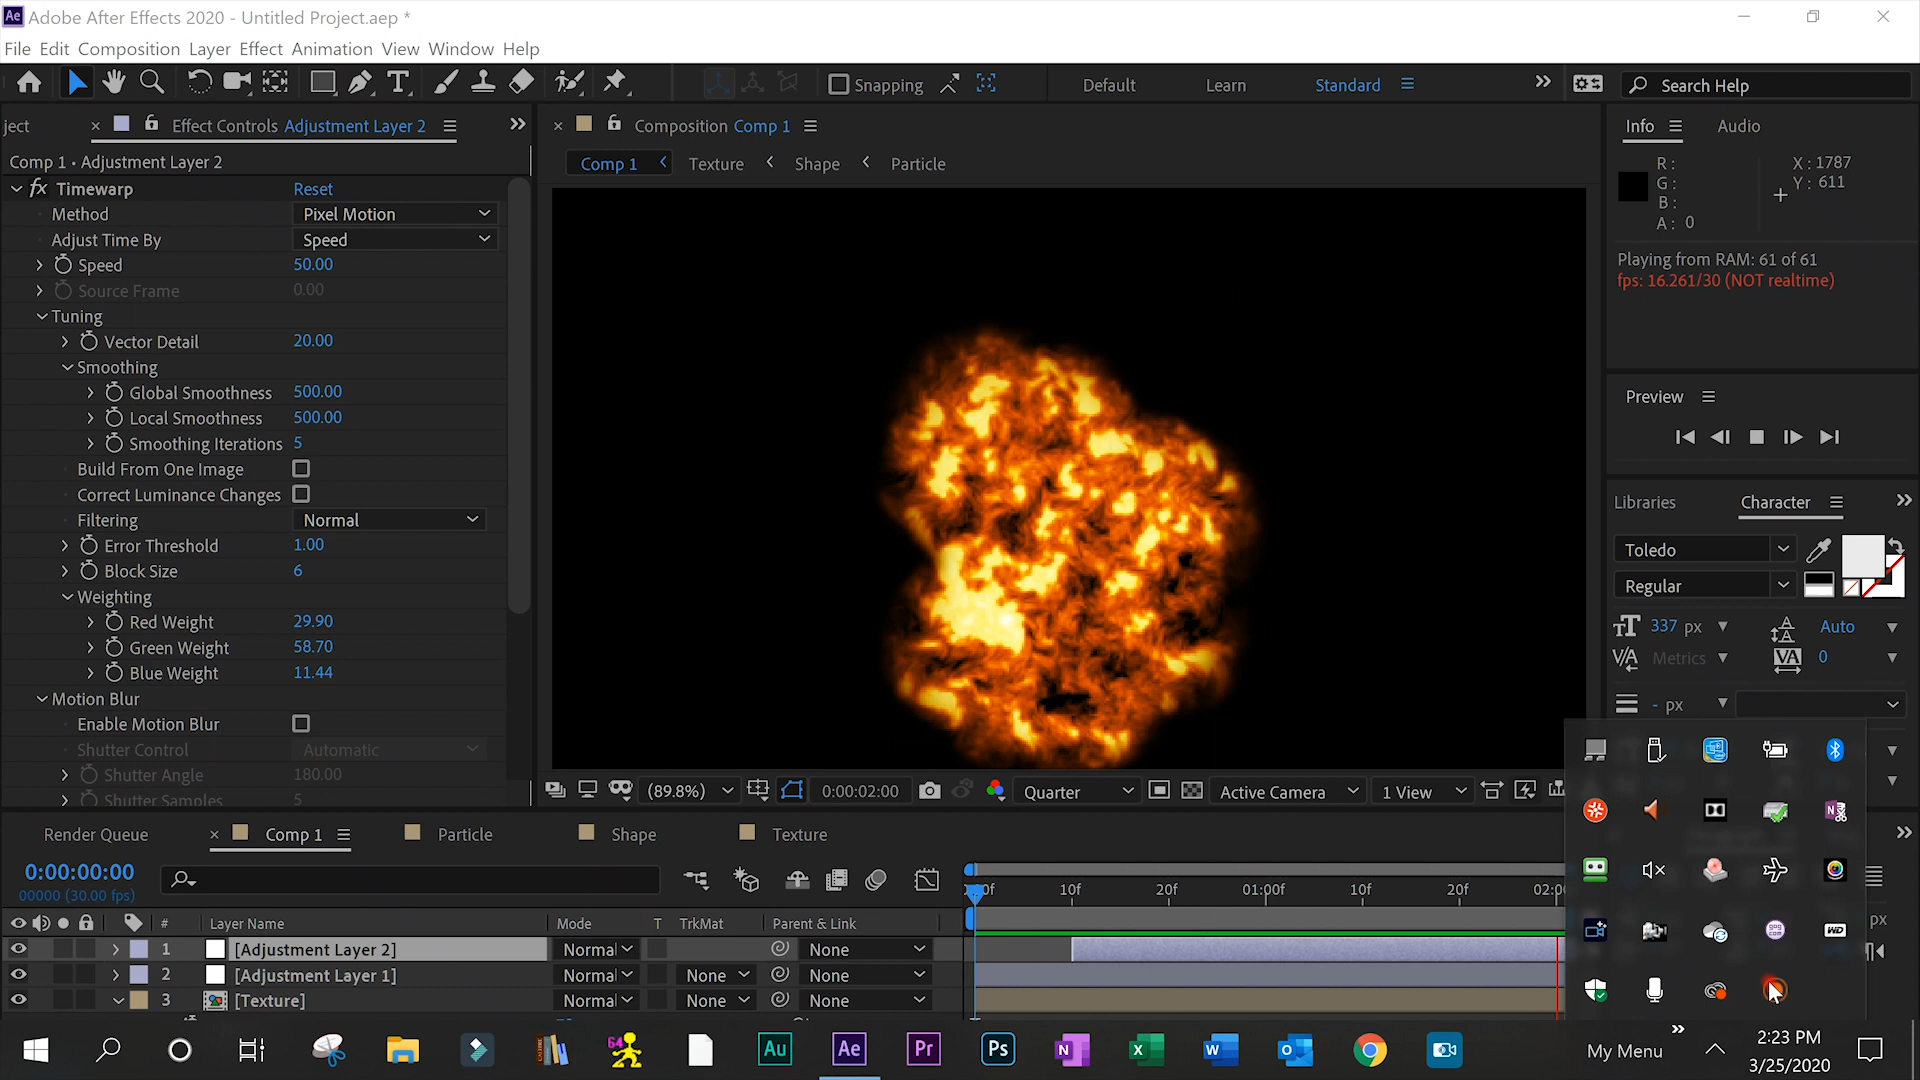 Ae Adobe After Effects 2020 - Untitled Project.aep *
File Edit Composition Layer Effect Animation View Window Help
Snapping Default Learn Standard Search Help
ject Effect Controls Adjustment Layer 2
Comp 1 • Adjustment Layer 2
fx Timewarp Reset
Method Pixel Motion
Adjust Time By Speed
Speed 50.00
Source Frame 0.00
Tuning
Vector Detail 20.00
Smoothing
Global Smoothness 500.00
Local Smoothness 500.00
Smoothing Iterations 5
Build From One Image
Correct Luminance Changes
Filtering Normal
Error Threshold 1.00
Block Size 6
Weighting
Red Weight 29.90
Green Weight 58.70
Blue Weight 11.44
Motion Blur
Enable Motion Blur
Shutter Control Automatic
Shutter Angle 180.00
Shutter Samples 5
Composition Comp 1
Comp 1 Texture Shape Particle
(89.8%) 0:00:02:00 Quarter Active Camera 1 View
Info Audio
R :
G :
B :
A : 0
X : 1787
Y : 611
Playing from RAM: 61 of 61
fps: 16.261/30 (NOT realtime)
Preview
Libraries Character
Toledo
Regular
337 px Auto
Metrics VA 0
- px
px
Render Queue Comp 1 Particle Shape Texture
0:00:00:00
00000 (30.00 fps)
10f 20f 01:00f 10f 20f 02:0
# Layer Name Mode T TrkMat Parent & Link
1 [Adjustment Layer 2] Normal None
2 [Adjustment Layer 1] Normal None None
3 [Texture] Normal None None
gog
com
WD
64 Au Ae Pr Ps N X W O
My Menu
2:23 PM
3/25/2020